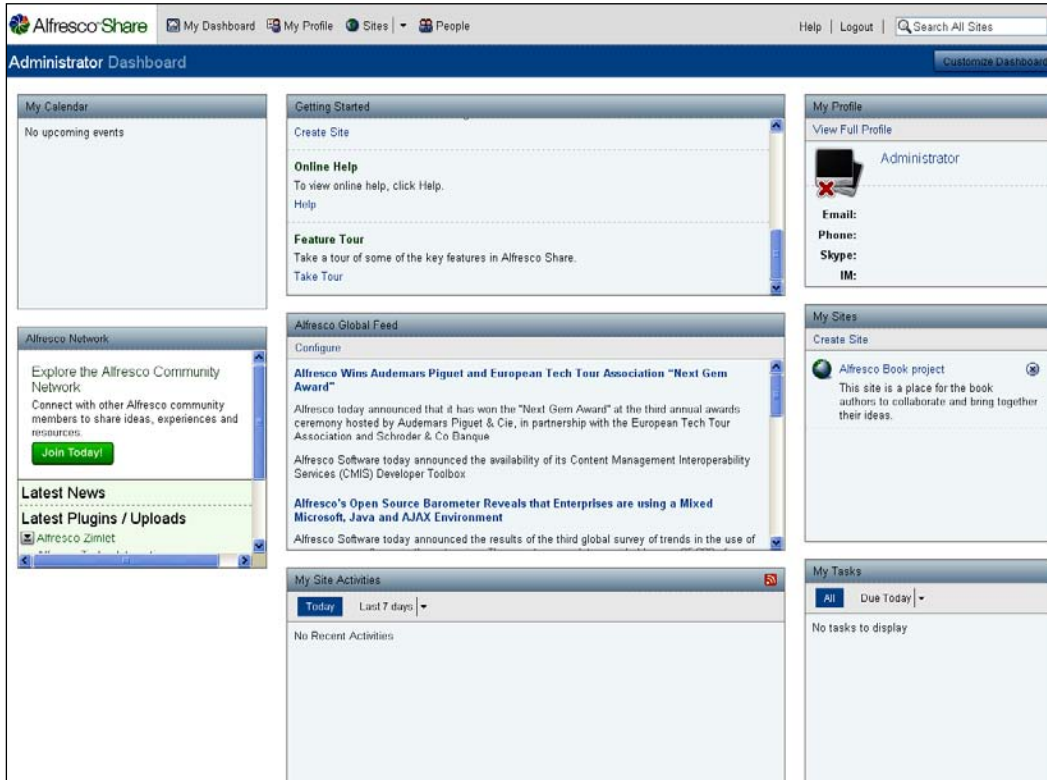 Alfresco Share My Dashboard My Profile Sites People Help Logout Search All Sites
Administrator Dashboard Customize Dashboard
My Calendar
No upcoming events
Alfresco Network
Explore the Alfresco Community
Network
Connect with other Alfresco community
members to share ideas, experiences and
resources.
Join Today!
Latest News
Latest Plugins / Uploads
Alfresco Zimlet
Getting Started
Create Site
Online Help
To view online help, click Help.
Help
Feature Tour
Take a tour of some of the key features in Alfresco Share.
Take Tour
Alfresco Global Feed
Configure
Alfresco Wins Audemars Piguet and European Tech Tour Association "Next Gem
Award"
Alfresco today announced that it has won the "Next Gem Award" at the third annual awards
ceremony hosted by Audemars Piguet & Cie, in partnership with the European Tech Tour
Association and Schroder & Co Banque
Alfresco Software today announced the availability of its Content Management Interoperability
Services (CMIS) Developer Toolbox
Alfresco's Open Source Barometer Reveals that Enterprises are using a Mixed
Microsoft, Java and AJAX Environment
Alfresco Software today announced the results of the third global survey of trends in the use of
My Site Activities
Today Last 7 days
No Recent Activities
My Profile
View Full Profile
Administrator
Email:
Phone:
Skype:
IM:
My Sites
Create Site
Alfresco Book project
This site is a place for the book
authors to collaborate and bring together
their ideas.
My Tasks
All Due Today
No tasks to display